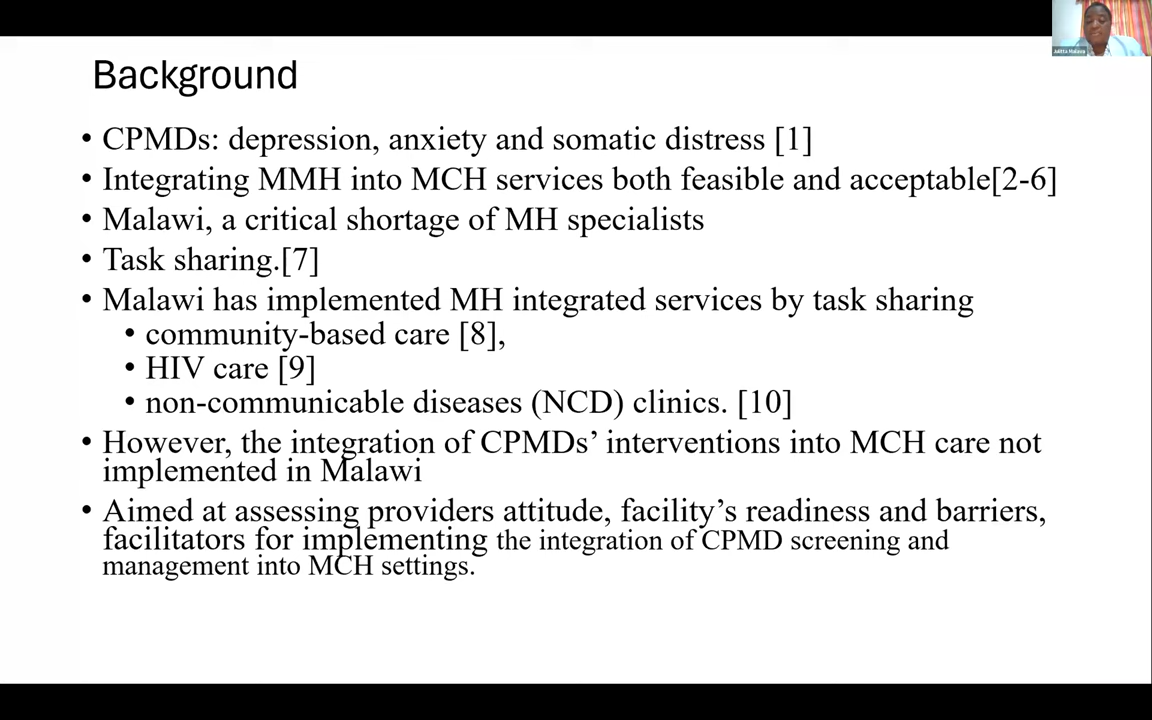 Background
• CPMDs: depression, anxiety and somatic distress [1]
• Integrating MMH into MCH services both feasible and acceptable[2-6]
• Malawi, a critical shortage of MH specialists
• Task sharing.[7]
• Malawi has implemented MH integrated services by task sharing
• community-based care [8],
• HIV care [9]
• non-communicable diseases (NCD) clinics. [10]
• However, the integration of CPMDs’ interventions into MCH care not
implemented in Malawi
• Aimed at assessing providers attitude, facility’s readiness and barriers,
facilitators for implementing the integration of CPMD screening and
management into MCH settings.